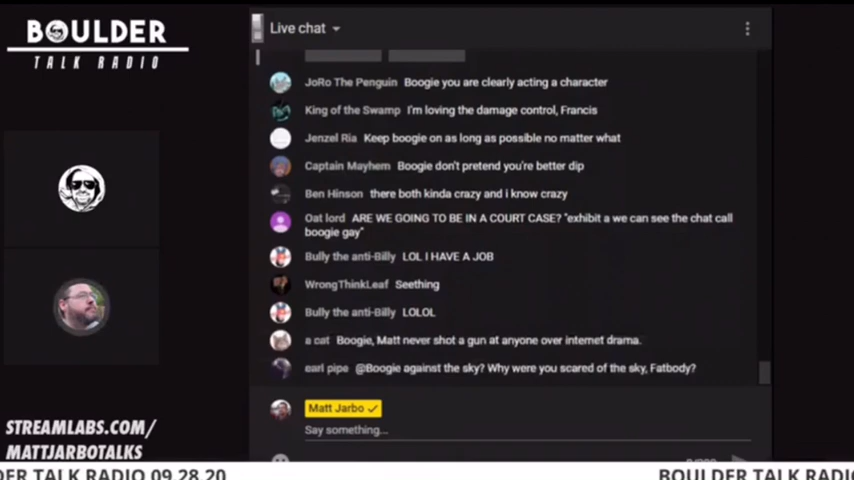 BOULDER
TALK RADIO
Live chat
JoRo The Penguin Boogie you are clearly acting a character
King of the Swamp I'm loving the damage control, Francis
Jenzel Ria Keep boogie on as long as possible no matter what
Captain Mayhem Boogie don't pretend you're better dip
Ben Hinson there both kinda crazy and i know crazy
Oat lord ARE WE GOING TO BE IN A COURT CASE? "exhibit a we can see the chat call
boogie gay"
Bully the anti-Billy LOL I HAVE A JOB
WrongThinkLeaf Seething
Bully the anti-Billy LOLOL
a cat Boogie, Matt never shot a gun at anyone over internet drama.
earl pipe @Boogie against the sky? Why were you scared of the sky, Fatbody?
Matt Jarbo
Say something...
STREAMLABS.COM/
MATTJARBOTALKS
DER TALK RADIO 09.28.20
BOULDER TALK RADIO